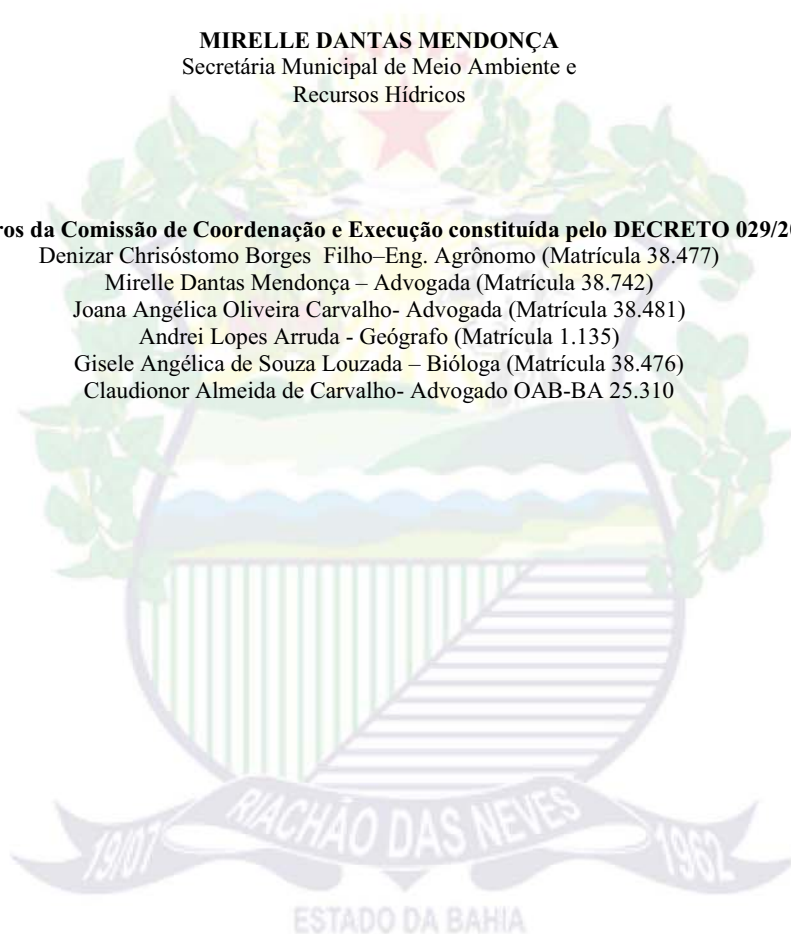 MIRELLE DANTAS MENDONÇA
Secretária Municipal de Meio Ambiente e
Recursos Hídricos
da Comissão de Coordenação e Execução constituída pelo DECRETO
Denizar Chrisóstomo Borges Filho–Eng. Agrônomo (Matrícula 38.477)
Mirelle Dantas Mendonça – Advogada (Matrícula 38.742)
Joana Angélica Oliveira Carvalho- Advogada (Matrícula 38.481)
Andrei Lopes Arruda - Geógrafo (Matrícula 1.135)
Gisele Angélica de Souza Louzada – Bióloga (Matrícula 38.476)
Claudionor Almeida de Carvalho- Advogado OAB-BA 25.310
19/07 RIACHÃO DAS NEVES 1962
ESTADO DA BAHIA